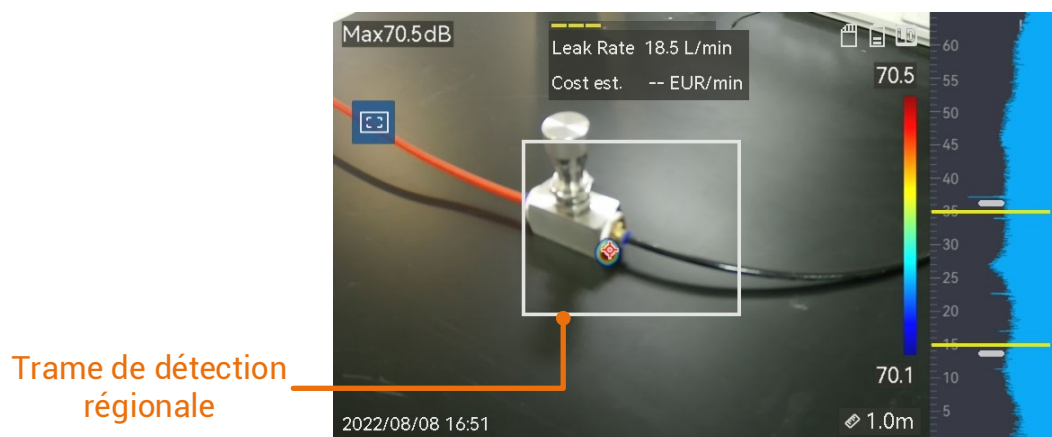 Max70.5dB
Leak Rate 18.5 L/min
Cost est. -- EUR/min
70.5
60
55
50
45
40
35
30
25
20
15
10
5
70.1
Trame de détection
régionale
2022/08/08 16:51
1.0m